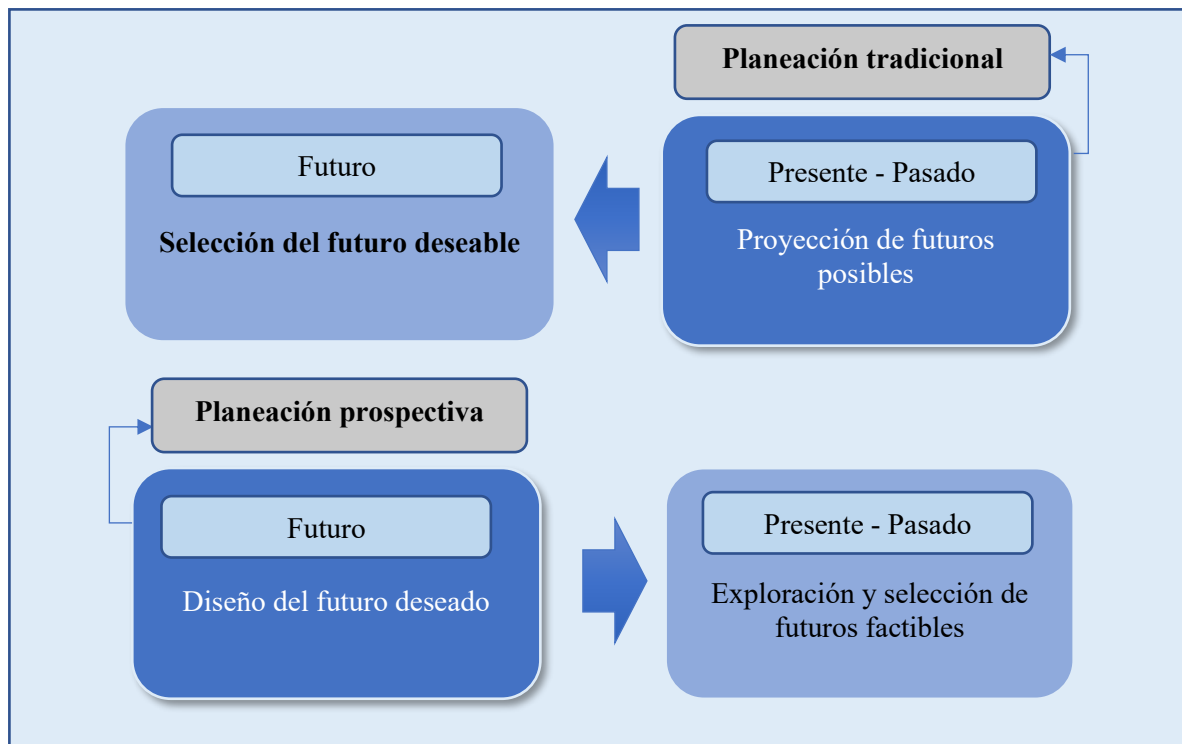 Planeación tradicional
Futuro
Selección del futuro deseable
Presente - Pasado
Proyección de futuros
posibles
Planeación prospectiva
Futuro
Diseño del futuro deseado
Presente - Pasado
Exploración y selección de
futuros factibles